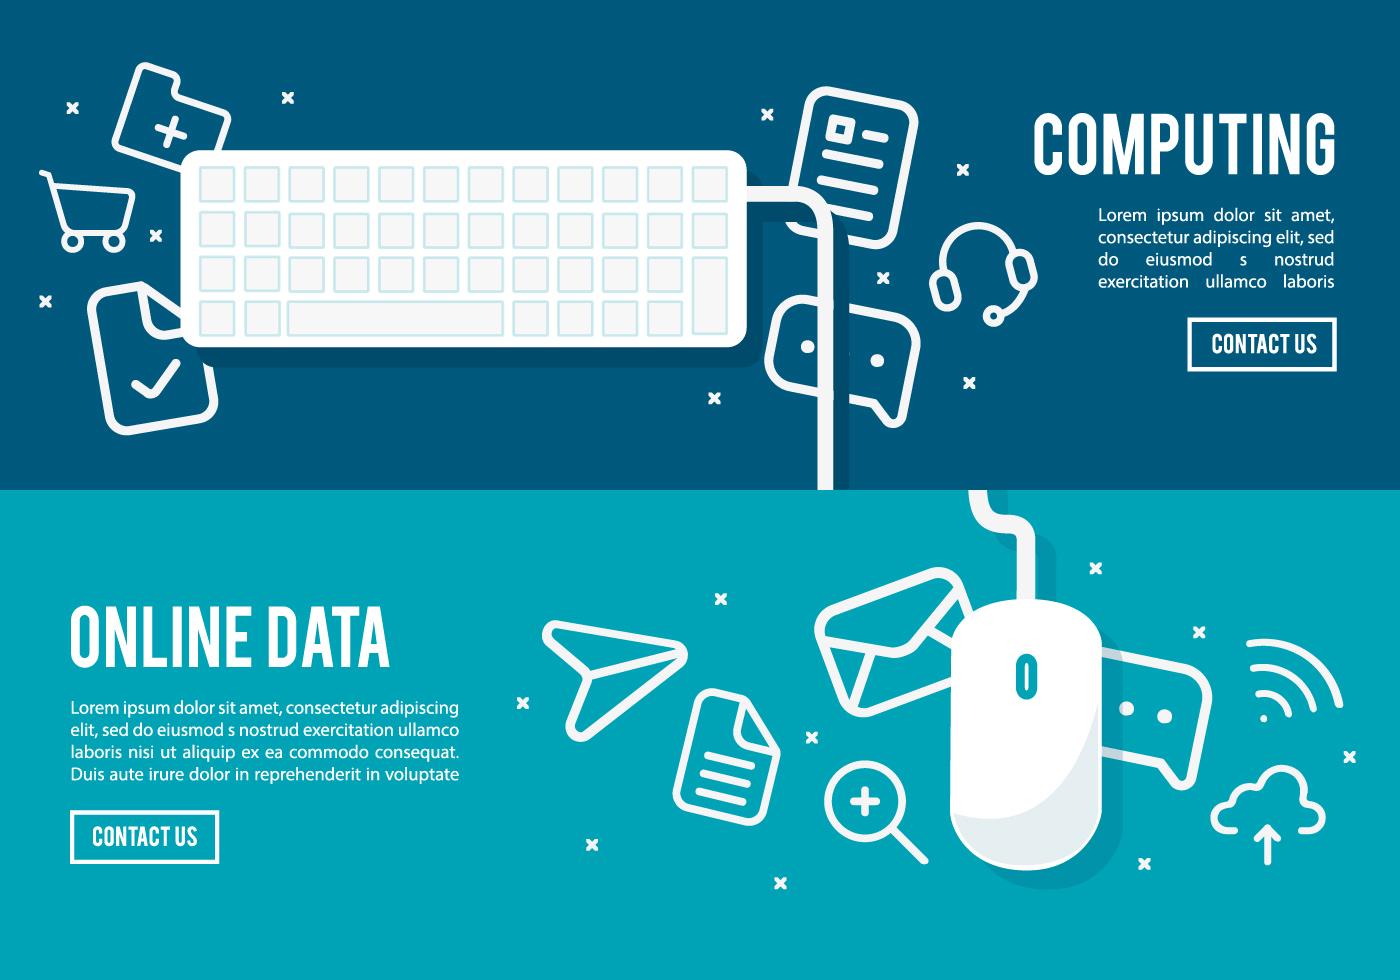 COMPUTING
Lorem ipsum dolor sit amet,
consectetur adipiscing elit, sed
do eiusmod s nostrud
exercitation ullamco laboris
CONTACT US
ONLINE DATA
Lorem ipsum dolor sit amet, consectetur adipiscing
elit, sed do eiusmod s nostrud exercitation ullamco
laboris nisi ut aliquip ex ea commodo consequat.
Duis aute irure dolor in reprehenderit in voluptate
CONTACT US